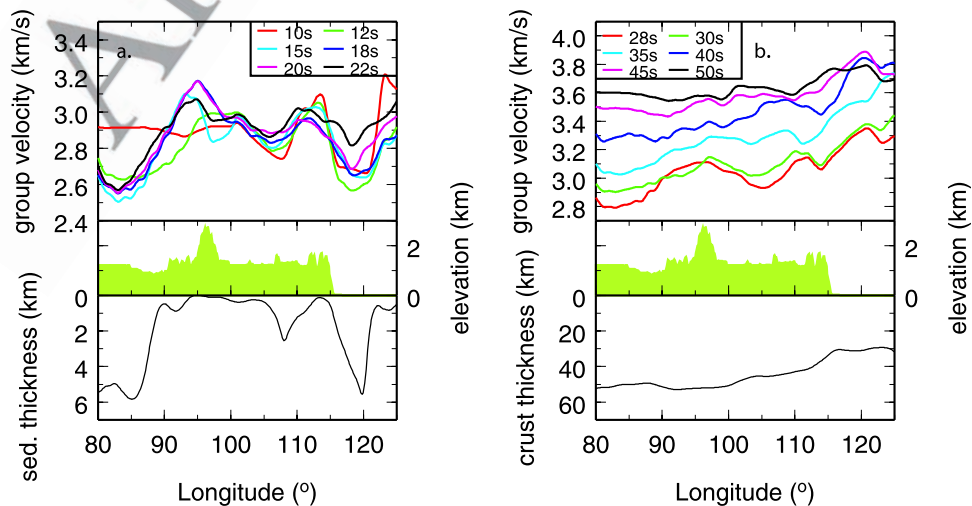 group velocity (km/s)
3.4
3.2
3.0
2.8
2.6
2.4
a.
10s 12s
15s 18s
20s 22s
elevation (km)
2
0
sed. thickness (km)
0
2
4
6
80 90 100 110 120
Longitude (o)
group velocity (km/s)
4.0
3.8
3.6
3.4
3.2
3.0
2.8
b.
28s 30s
35s 40s
45s 50s
elevation (km)
2
0
crust thickness (km)
0
20
40
60
80 90 100 110 120
Longitude (o)